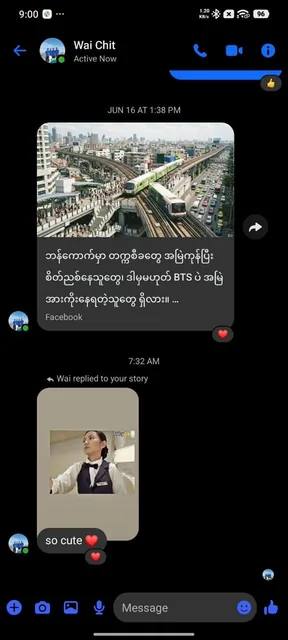 9:00
1.20
KB/s
96
Wai Chit
Active Now
JUN 16 AT 1:38 PM
ဘန်ကောက်မှာ တက္ကစီခတွေ အမြဲကုန်ပြီး
စိတ်ညစ်နေသူတွေ၊ ဒါမှမဟုတ် BTS ပဲ အမြဲ
အားကိုးနေရတဲ့သူတွေ ရှိလား။ ...
Facebook
7:32 AM
Wai replied to your story
so cute ❤️
Message